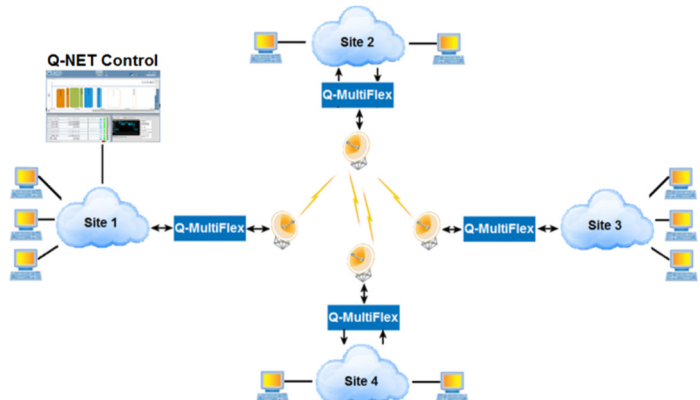 Site 2
Q-NET Control
Q-MultiFlex
Site 1
Q-MultiFlex
Q-MultiFlex
Site 3
Q-MultiFlex
Site 4